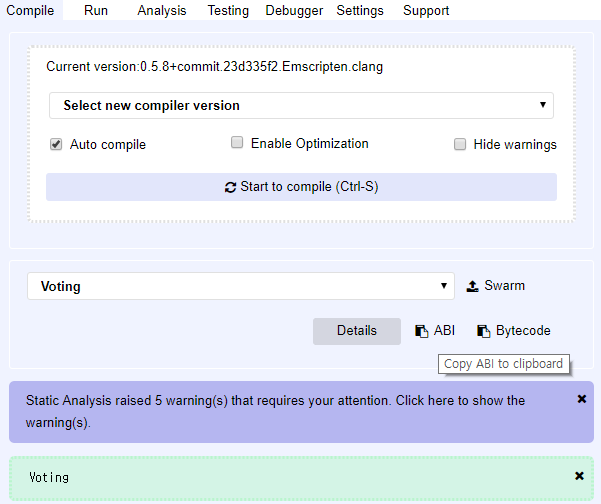 Compile Run Analysis Testing Debugger Settings Support
Current version:0.5.8+commit.23d335f2.Emscripten.clang
Select new compiler version
Auto compile Enable Optimization Hide warnings
Start to compile (Ctrl-S)
Voting Swarm
Details ABI Bytecode
Copy ABI to clipboard
Static Analysis raised 5 warning(s) that requires your attention. Click here to show the
warning(s).
Voting